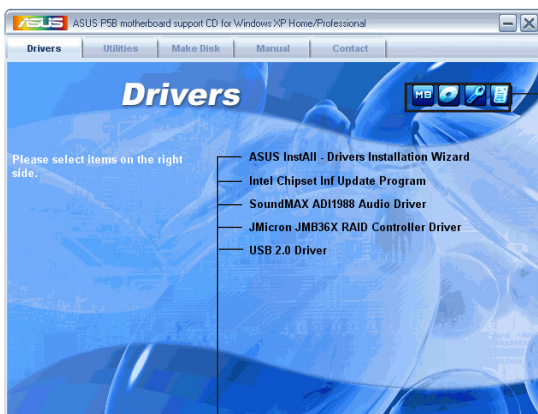 ASUS ASUS P5B motherboard support CD for Windows XP Home/Professional
Drivers Utilities Make Disk Manual Contact
Drivers
MB
Please select items on the right
side.
ASUS InstAll - Drivers Installation Wizard
Intel Chipset Inf Update Program
SoundMAX ADI1988 Audio Driver
JMicron JMB36X RAID Controller Driver
USB 2.0 Driver